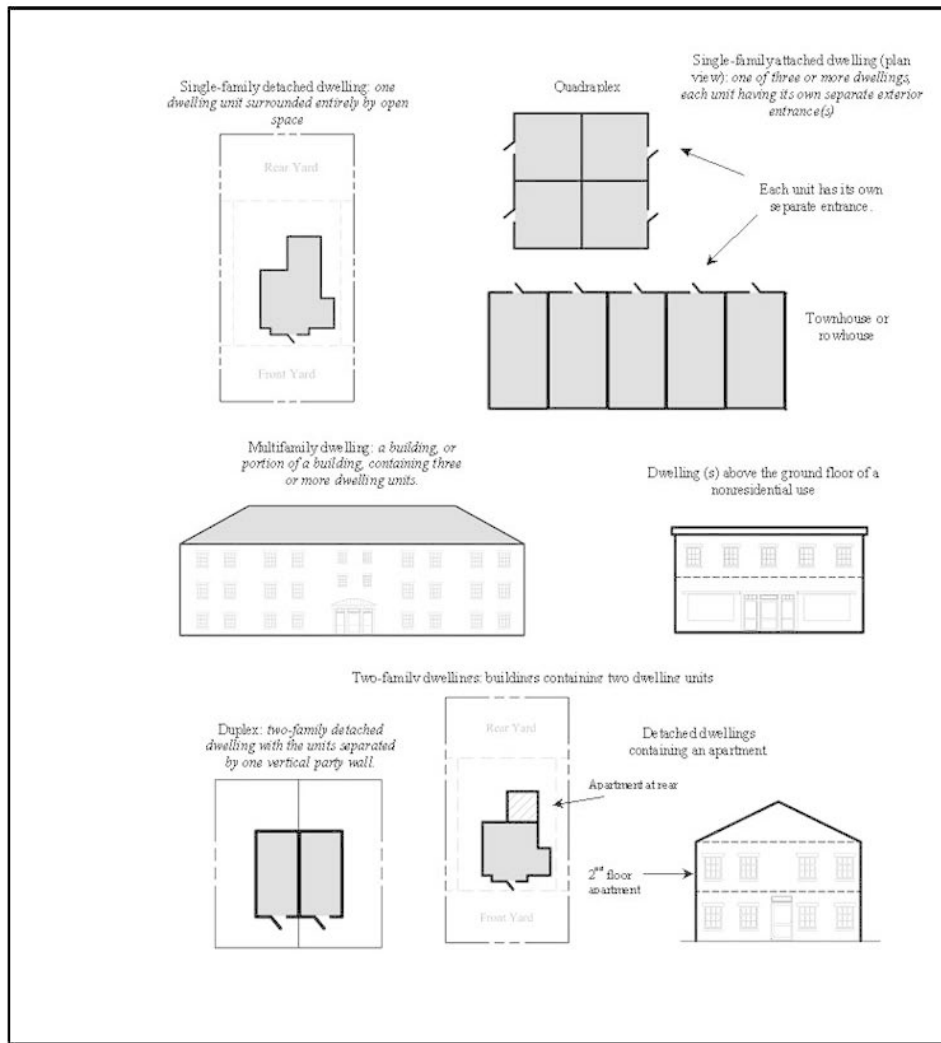 Single-family detached dwelling: one
dwelling unit surrounded entirely by open
space
Rear Yard
Front Yard
Quadraplex
Single-family attached dwelling (plan
view): one of three or more dwellings,
each unit having its own separate exterior
entrance(s)
Each unit has its own
separate entrance.
Townhouse or
rowhouse
Multifamily dwelling: a building, or
portion of a building, containing three
or more dwelling units.
Dwelling (s) above the ground floor of a
nonresidential use
Two-family dwellings: buildings containing two dwelling units
Duplex: two-family detached
dwelling with the units separated
by one vertical party wall.
Rear Yard
Front Yard
Detached dwellings
containing an apartment
Apartment at rear
2nd floor
apartment